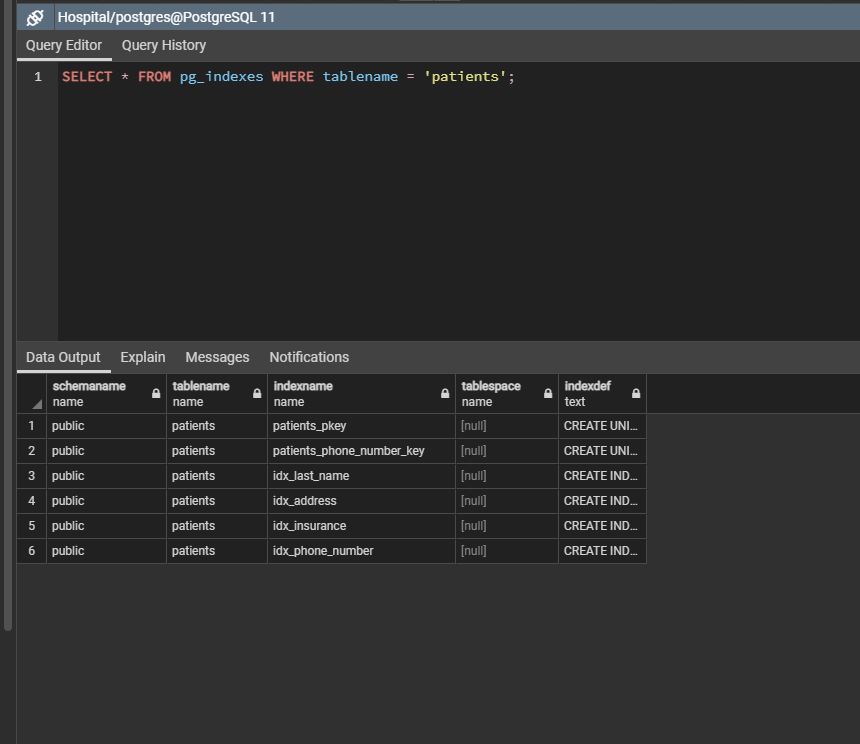 Hospital/postgres@PostgreSQL 11
Query Editor Query History
1 SELECT * FROM pg_indexes WHERE tablename = 'patients';
Data Output Explain Messages Notifications
schemaname tablename indexname tablespace indexdef
name name name name text
1 public patients patients_pkey [null] CREATE UNI...
2 public patients patients_phone_number_key [null] CREATE UNI...
3 public patients idx_last_name [null] CREATE IND...
4 public patients idx_address [null] CREATE IND...
5 public patients idx_insurance [null] CREATE IND...
6 public patients idx_phone_number [null] CREATE IND...